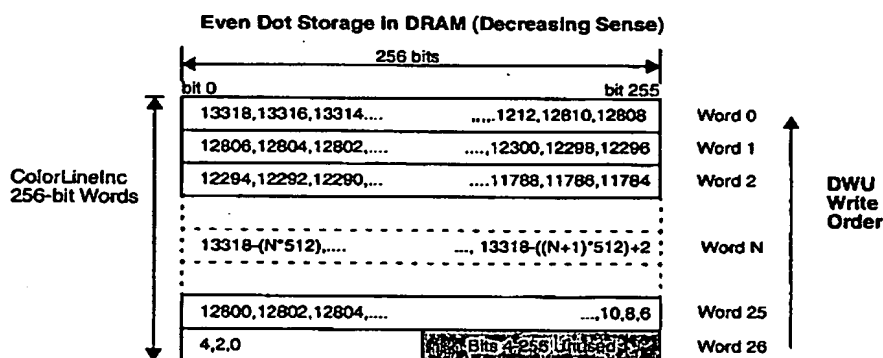 Even Dot Storage in DRAM (Decreasing Sense)
256 bits
bit 0 bit 255
13318,13316,13314.... .....1212,12810,12808 Word 0
12806,12804,12802,.... ....,12300,12298,12296 Word 1
12294,12292,12290,... ....11788,11786,11784 Word 2
ColorLineInc
256-bit Words
DWU
Write
Order
13318-(N*512),.... ..., 13318-((N+1)*512)+2 Word N
12800,12802,12804,.... ...,10,8,6 Word 25
4,2,0 Bits 4-255 Unused Word 26